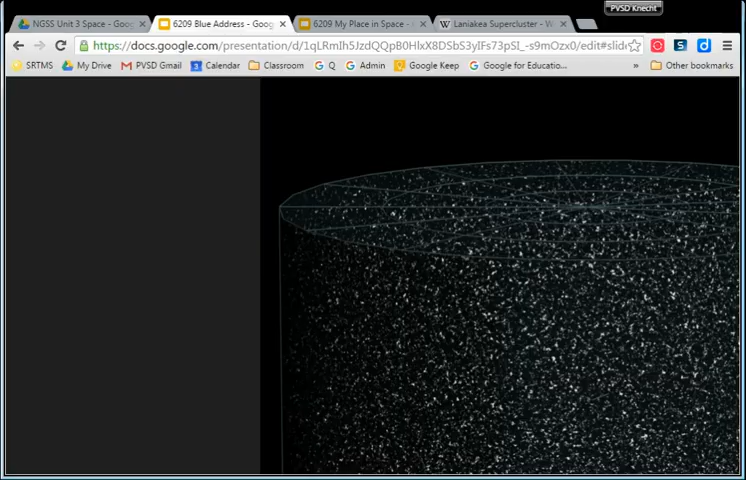 PVSD Knecht
NGSS Unit 3 Space - Goog
6209 Blue Address - Goog
6209 My Place in Space -
Laniakea Supercluster - W
https://docs.google.com/presentation/d/1qLRmIh5JzdQQpB0HlxX8DSbS3yIFs73pSI_-s9mOzx0/edit#slide
SRTMS My Drive PVSD Gmail Calendar Classroom Q Admin Google Keep Google for Educatio... » Other bookmarks